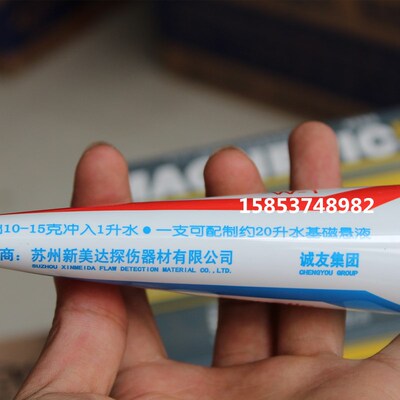 MAGNETIC
15853748982
10-15克冲入1升水●一支可配制约20升水基磁悬液
商：苏州新美达探伤器材有限公司
SUZHOU XINMEIDA FLAW DETECTION MATERIAL CO.,LTD.
诚友集团
CHENGYOU GROUP